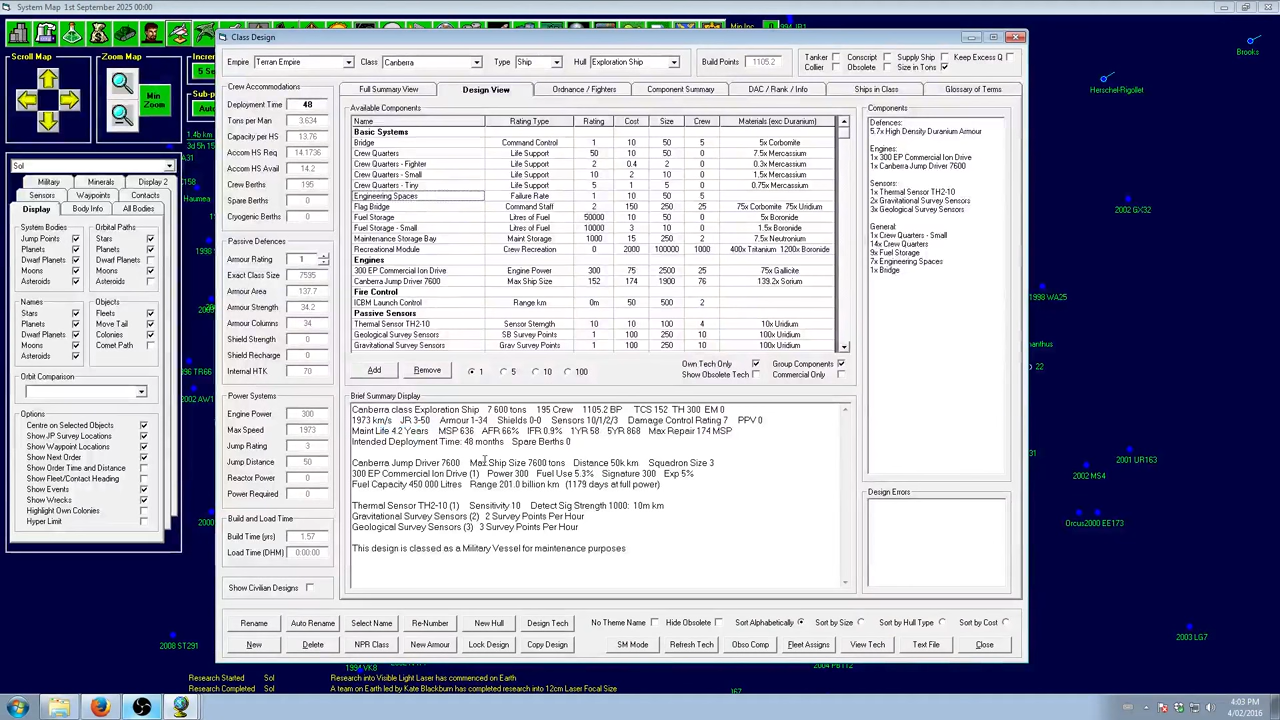 System Map 1st September 2025 00:00
Class Design
Scroll Map
Zoom Map
Min Zoom
Sol
Military
Minerals
Display 2
Sensors
Waypoints
Contacts
Display
Body Info
All Bodies
System Bodies
Orbital Paths
Jump Points
Stars
Planets
Planets
Dwarf Planets
Dwarf Planets
Moons
Moons
Asteroids
Asteroids
Names
Objects
Stars
Fleets
Planets
Move Tail
Dwarf Planets
Colonies
Moons
Comet Path
Asteroids
Orbit Comparison
Options
Centre on Selected Objects
Show JP Survey Locations
Show Waypoint Locations
Show Next Order
Show Order Time and Distance
Show Fleet/Contact Heading
Show Events
Show Wrecks
Highlight Own Colonies
Hyper Limit
Empire Terran Empire Class Canberra Type Ship Hull Exploration Ship Build Points 1105.2
Tanker Conscript Supply Ship Keep Excess Q
Collier Obsolete Size in Tons
Crew Accommodations
Deployment Time 48
Tons per Man 3.634
Capacity per HS 13.76
Accom HS Req 14.1736
Accom HS Avail 14.2
Crew Berths 195
Spare Berths 0
Cryogenic Berths 0
Passive Defences
Armour Rating 1
Exact Class Size 7595
Armour Area 137.7
Armour Strength 34.2
Armour Columns 34
Shield Strength 0
Shield Recharge 0
Internal HTK 70
Power Systems
Engine Power 300
Max Speed 1973
Jump Rating 3
Jump Distance 50
Reactor Power 0
Power Required 0
Build and Load Time
Build Time (yrs) 1.57
Load Time (DHM) 0:00:00
Show Civilian Designs
Full Summary View Design View Ordnance / Fighters Component Summary DAC / Rank / Info Ships in Class Glossary of Terms
Available Components
Name Rating Type Rating Cost Size Crew Materials (exc Duranium)
Basic Systems
Bridge Command Control 1 10 50 5 5x Corbomite
Crew Quarters Life Support 50 10 50 0 7.5x Mercassium
Crew Quarters - Fighter Life Support 2 0.4 2 0 0.3x Mercassium
Crew Quarters - Small Life Support 10 2 10 0 1.5x Mercassium
Crew Quarters - Tiny Life Support 5 1 5 0 0.75x Mercassium
Engineering Spaces Failure Rate 1 10 50 5
Flag Bridge Command Staff 2 150 250 25 75x Corbomite 75x Uridium
Fuel Storage Litres of Fuel 50000 10 50 0 5x Boronide
Fuel Storage - Small Litres of Fuel 10000 3 10 0 1.5x Boronide
Maintenance Storage Bay Maint Storage 1000 15 250 2 7.5x Neutronium
Recreational Module Crew Recreation 0 2000 100000 1000 400x Tritanium 1200x Boronide
Engines
300 EP Commercial Ion Drive Engine Power 300 75 2500 25 75x Gallicite
Canberra Jump Driver 7600 Max Ship Size 152 174 1900 76 139.2x Sorium
Fire Control
ICBM Launch Control Range km 0m 50 500 2
Passive Sensors
Thermal Sensor TH2-10 Sensor Strength 10 10 100 4 10x Uridium
Geological Survey Sensors SB Survey Points 1 100 250 10 100x Uridium
Gravitational Survey Sensors Grav Survey Points 1 100 250 10 100x Uridium
Add Remove 1 5 10 100
Own Tech Only Group Components
Show Obsolete Tech Commercial Only
Brief Summary Display
Canberra class Exploration Ship 7 600 tons 195 Crew 1105.2 BP TCS 152 TH 300 EM 0
1973 km/s JR 3-50 Armour 1-34 Shields 0-0 Sensors 10/1/2/3 Damage Control Rating 7 PPV 0
Maint Life 4.2 Years MSP 636 AFR 66% IFR 0.9% 1YR 58 5YR 868 Max Repair 174 MSP
Intended Deployment Time: 48 months Spare Berths 0
Canberra Jump Driver 7600 Max Ship Size 7600 tons Distance 50k km Squadron Size 3
300 EP Commercial Ion Drive (1) Power 300 Fuel Use 5.3% Signature 300 Exp 5%
Fuel Capacity 450 000 Litres Range 201.0 billion km (1179 days at full power)
Thermal Sensor TH2-10 (1) Sensitivity 10 Detect Sig Strength 1000: 10m km
Gravitational Survey Sensors (2) 2 Survey Points Per Hour
Geological Survey Sensors (3) 3 Survey Points Per Hour
This design is classed as a Military Vessel for maintenance purposes
Components
Defences:
5.7x High Density Duranium Armour
Engines:
1x 300 EP Commercial Ion Drive
1x Canberra Jump Driver 7600
Sensors:
1x Thermal Sensor TH2-10
2x Gravitational Survey Sensors
3x Geological Survey Sensors
General:
1x Crew Quarters - Small
14x Crew Quarters
9x Fuel Storage
7x Engineering Spaces
1x Bridge
Design Errors
Rename Auto Rename Select Name Re-Number New Hull Design Tech
No Theme Name Hide Obsolete Sort Alphabetically Sort by Size Sort by Hull Type Sort by Cost
New Delete NPR Class New Armour Lock Design Copy Design SM Mode Refresh Tech Obso Comp Fleet Assigns View Tech Text File Close
Brooks
Herschel-Rigollet
2002 GX32
1998 WA25
22
2001 UR163
2002 MS4
Orcus2000 EE173
2003 LG7
2008 ST291
Research Started Sol Research into Visible Light Laser has commenced on Earth
Research Completed Sol A team on Earth led by Kate Blackburn has completed research into 12cm Laser Focal Size
4:03 PM
4/02/2016